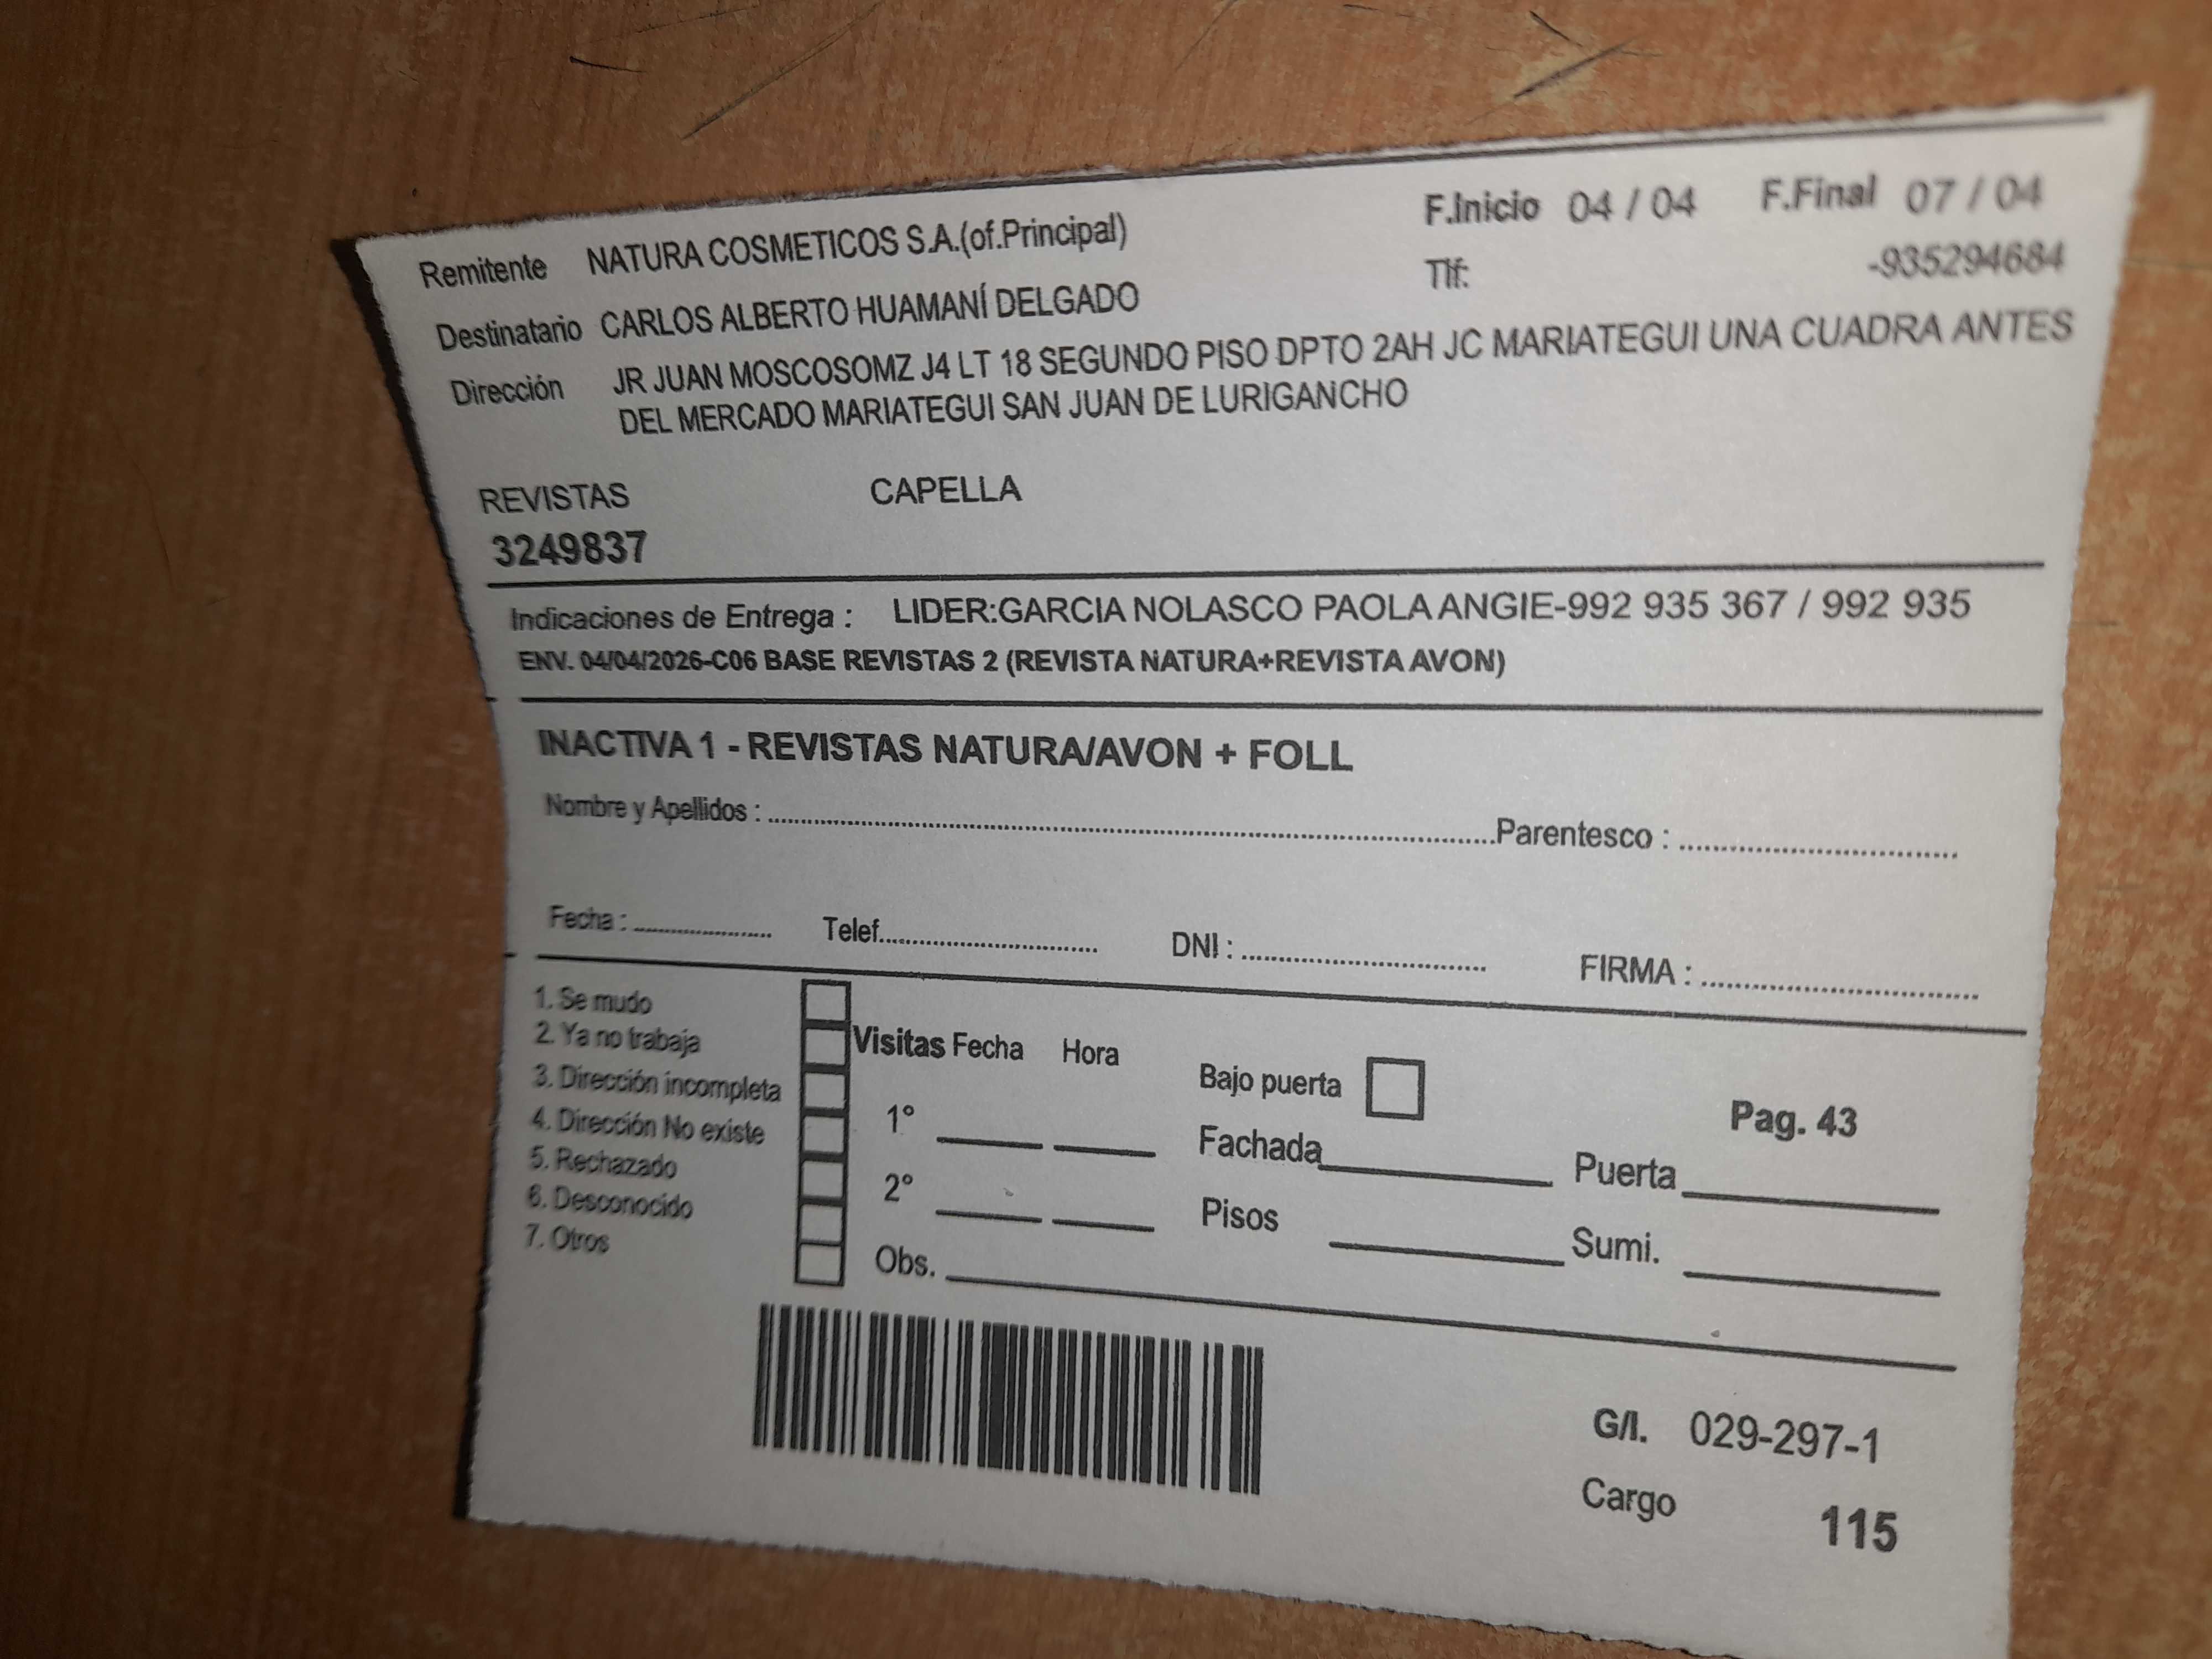 Remitente NATURA COSMETICOS S.A.(of.Principal) F.Inicio 04 / 04 F.Final 07 / 04
Tlf: -935294684
Destinatario CARLOS ALBERTO HUAMANÍ DELGADO
Dirección JR JUAN MOSCOSOMZ J4 LT 18 SEGUNDO PISO DPTO 2AH JC MARIATEGUI UNA CUADRA ANTES
DEL MERCADO MARIATEGUI SAN JUAN DE LURIGANCHO
REVISTAS CAPELLA
3249837
Indicaciones de Entrega : LIDER:GARCIA NOLASCO PAOLA ANGIE-992 935 367 / 992 935
ENV. 04/04/2026-C06 BASE REVISTAS 2 (REVISTA NATURA+REVISTA AVON)
INACTIVA 1 - REVISTAS NATURA/AVON + FOLL
Nombre y Apellidos : Parentesco :
Fecha : Telef. DNI : FIRMA :
1. Se mudo
2. Ya no trabaja
3. Dirección incompleta
4. Dirección No existe
5. Rechazado
6. Desconocido
7. Otros
Visitas Fecha Hora
1°
2°
Obs.
Bajo puerta
Fachada
Pisos
Pag. 43
Puerta
Sumi.
G/I. 029-297-1
Cargo 115